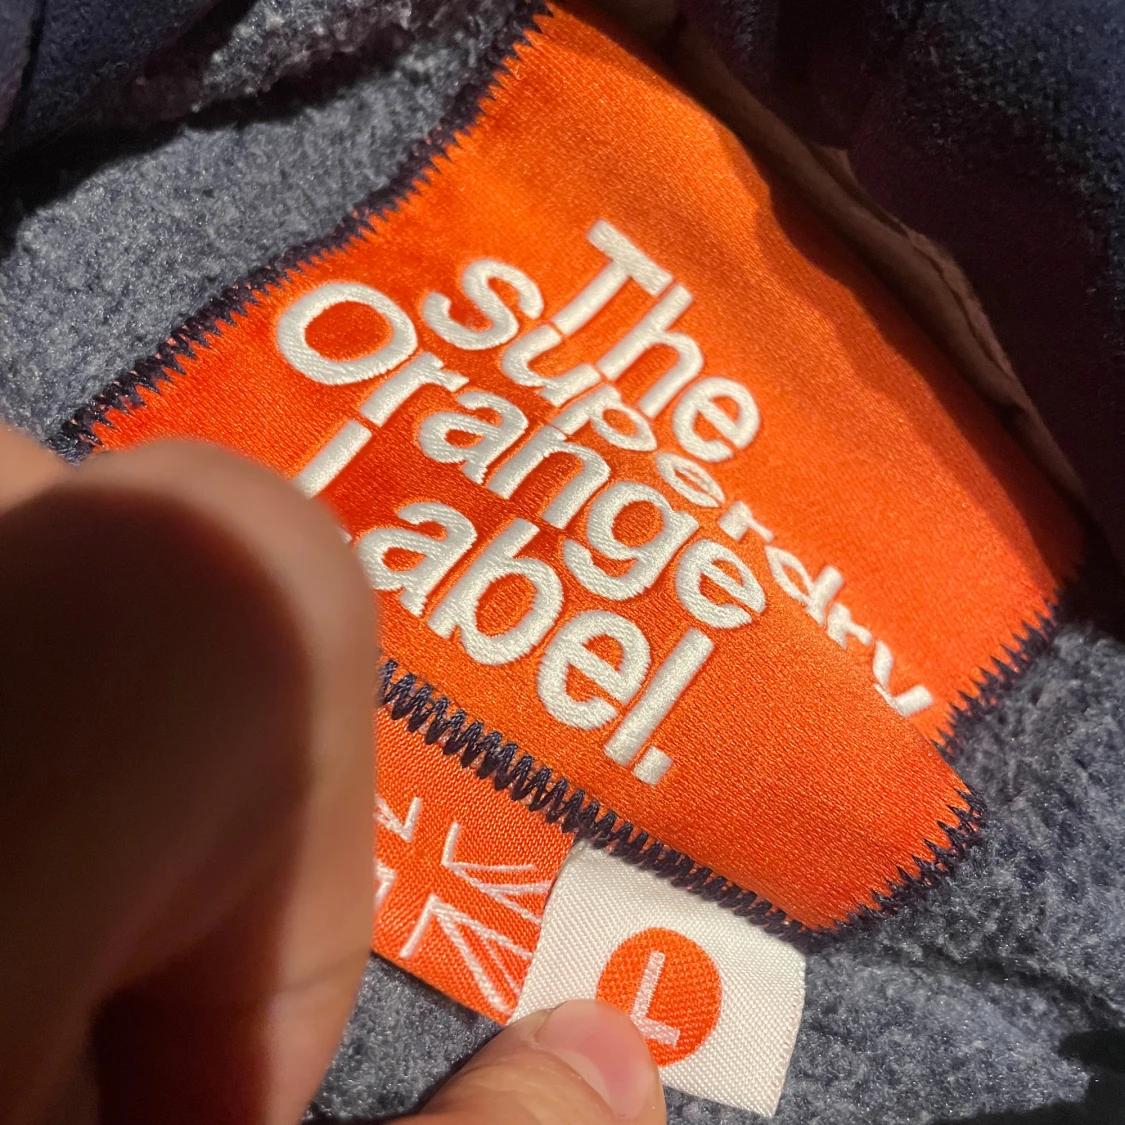 The
Superdry
Orange
Label.
L